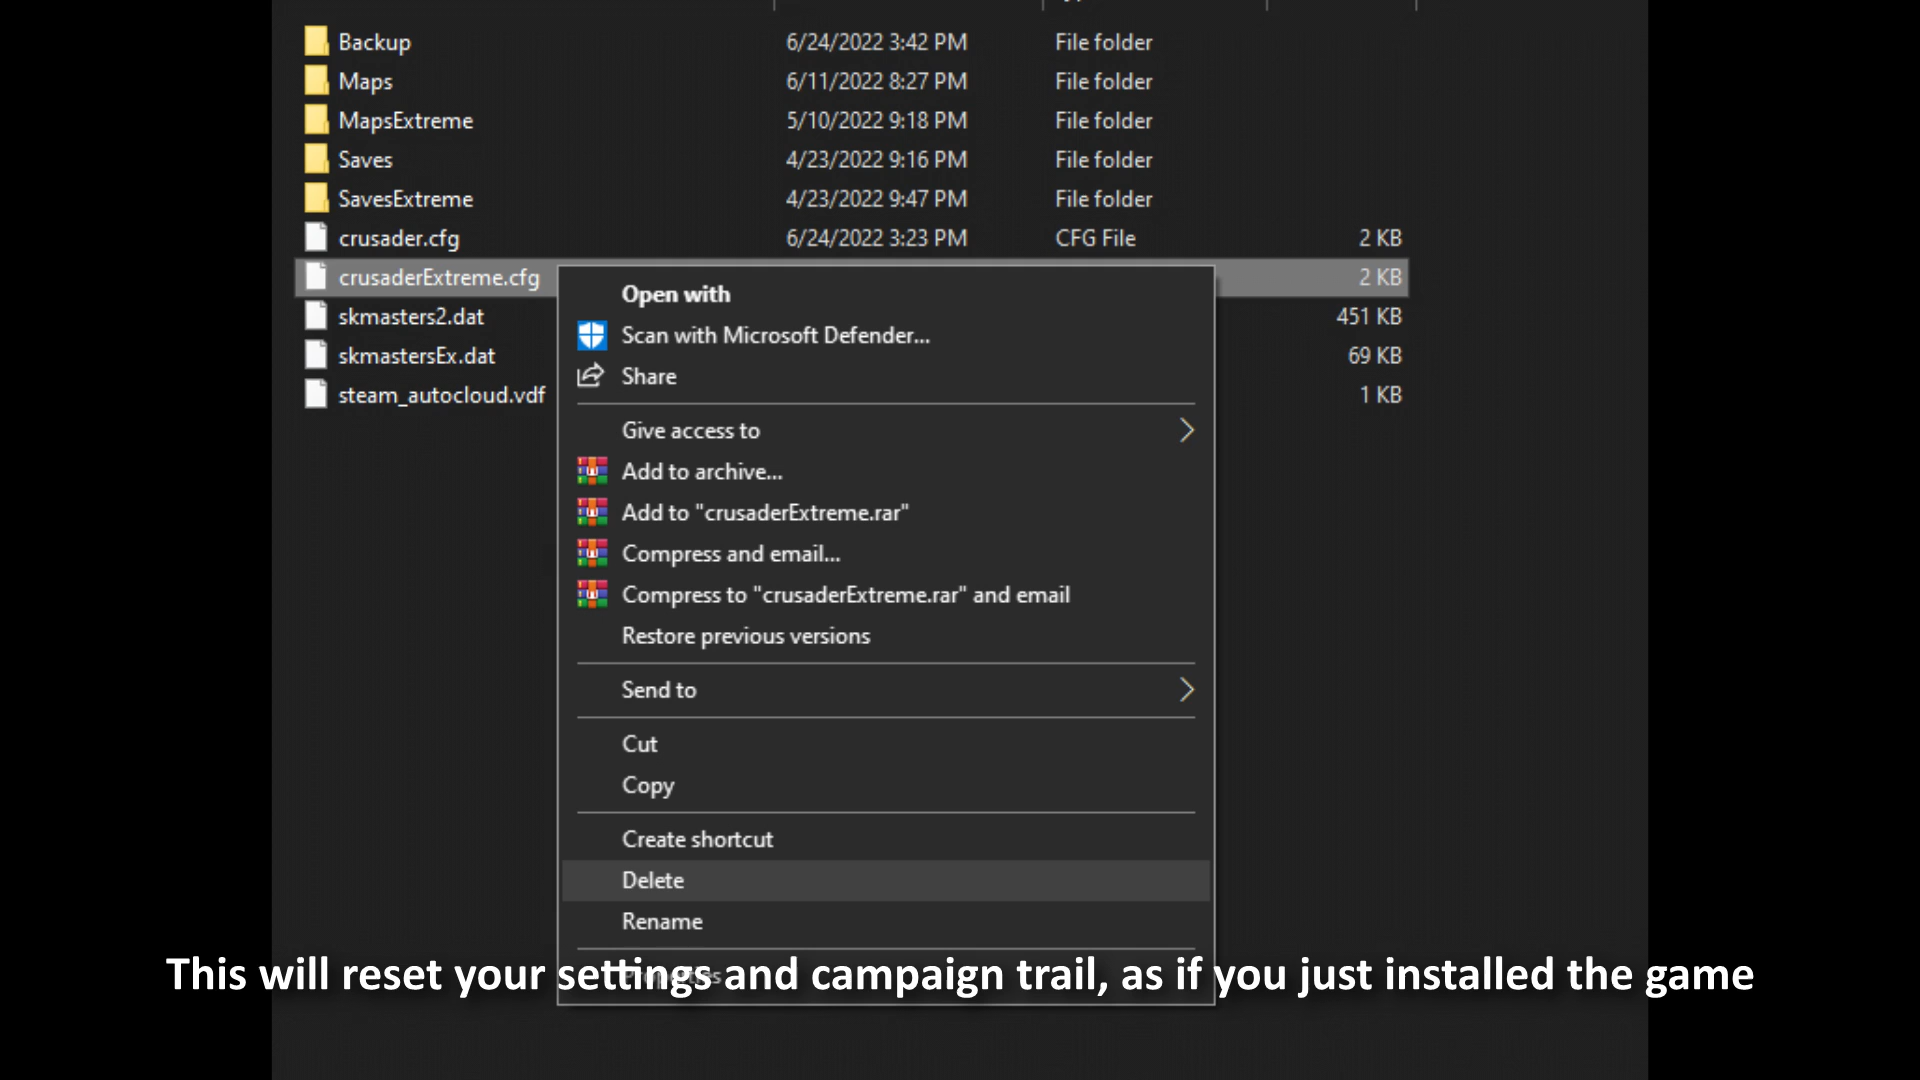 Backup 6/24/2022 3:42 PM File folder
Maps 6/11/2022 8:27 PM File folder
MapsExtreme 5/10/2022 9:18 PM File folder
Saves 4/23/2022 9:16 PM File folder
SavesExtreme 4/23/2022 9:47 PM File folder
crusader.cfg 6/24/2022 3:23 PM CFG File 2 KB
crusaderExtreme.cfg 2 KB
skmasters2.dat 451 KB
skmastersEx.dat 69 KB
steam_autocloud.vdf 1 KB
Open with
Scan with Microsoft Defender...
Share
Give access to
Add to archive...
Add to "crusaderExtreme.rar"
Compress and email...
Compress to "crusaderExtreme.rar" and email
Restore previous versions
Send to
Cut
Copy
Create shortcut
Delete
Rename
This will reset your settings and campaign trail, as if you just installed the game